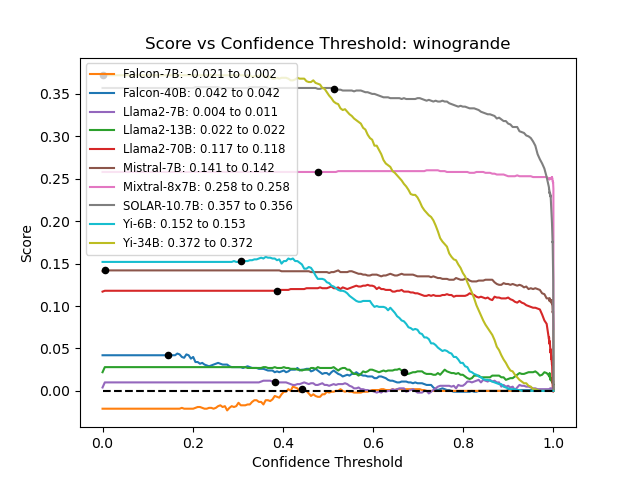 Score vs Confidence Threshold: winogrande
Falcon-7B: -0.021 to 0.002
Falcon-40B: 0.042 to 0.042
Llama2-7B: 0.004 to 0.011
Llama2-13B: 0.022 to 0.022
Llama2-70B: 0.117 to 0.118
Mistral-7B: 0.141 to 0.142
Mixtral-8x7B: 0.258 to 0.258
SOLAR-10.7B: 0.357 to 0.356
Yi-6B: 0.152 to 0.153
Yi-34B: 0.372 to 0.372
Score
0.35
0.30
0.25
0.20
0.15
0.10
0.05
0.00
0.0 0.2 0.4 0.6 0.8 1.0
Confidence Threshold